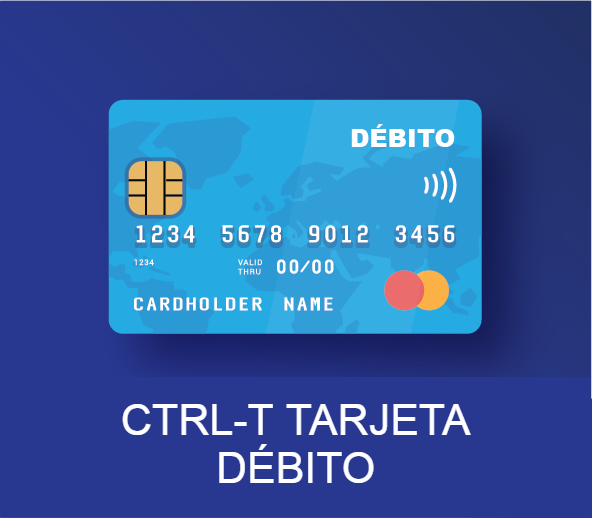 DÉBITO
1234 5678 9012 3456
1234
VALID
THRU 00/00
CARDHOLDER NAME
CTRL-T TARJETA
DÉBITO